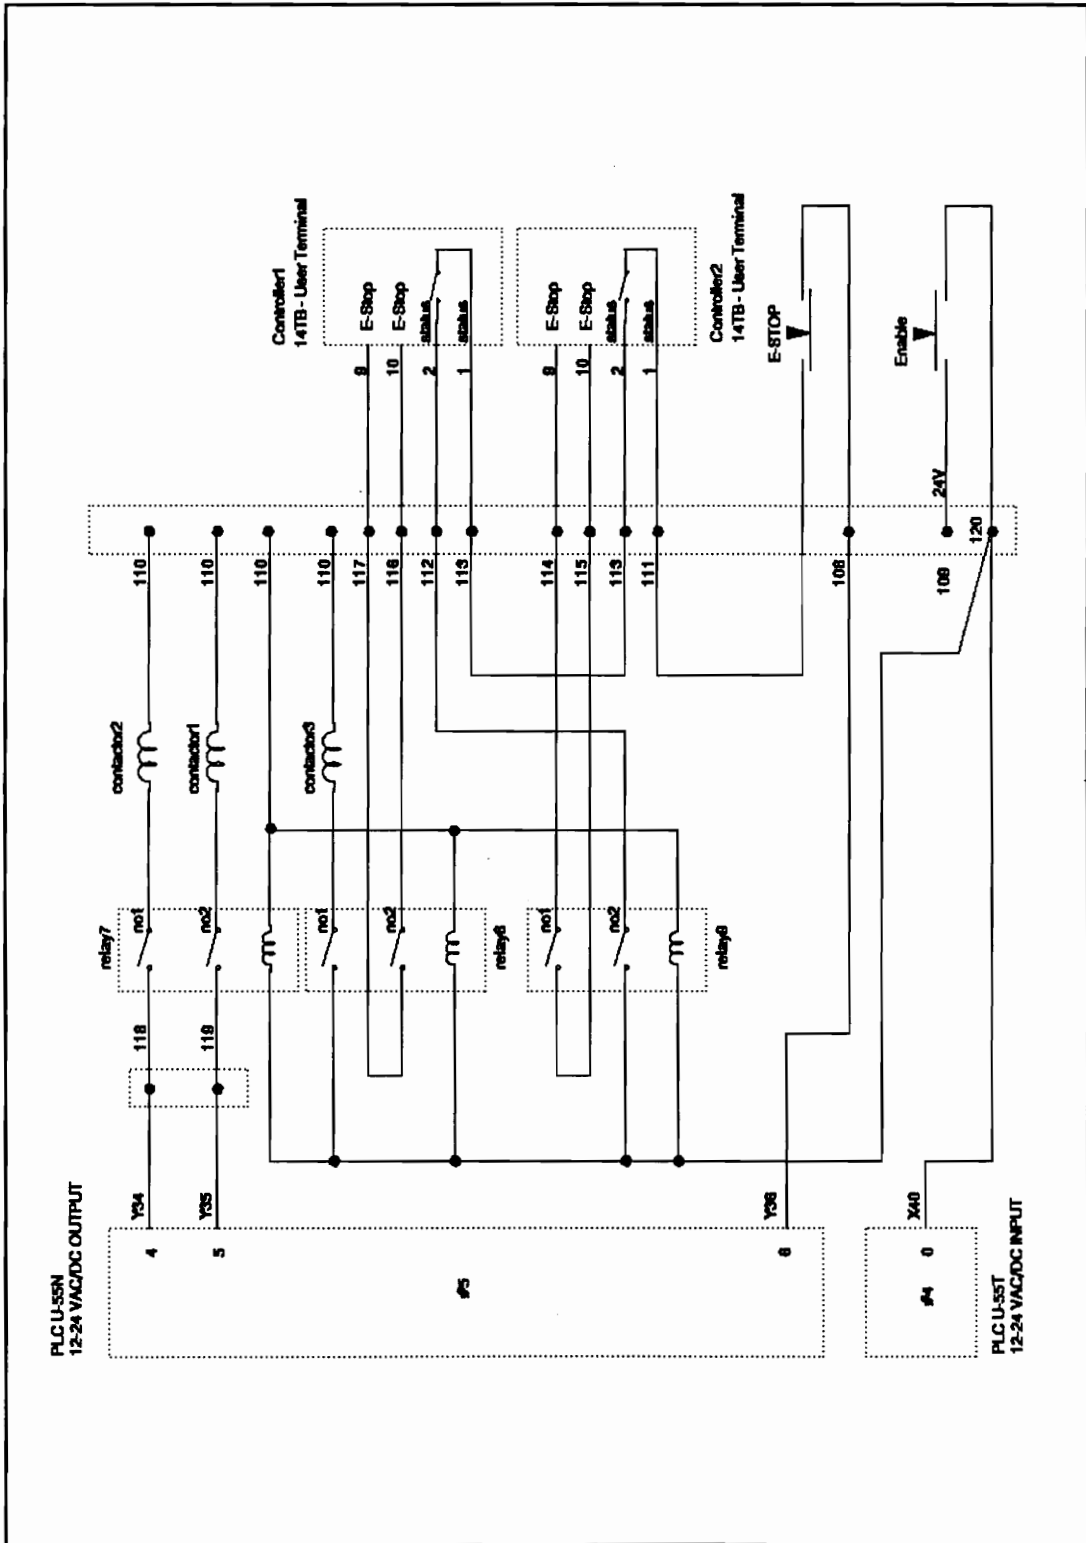 PLC U-55N
12-24 VAC/DC OUTPUT
4
Y34
118
relay7
no1
contactor2
110
5
Y35
119
no2
contactor1
110
110
#5
no1
contactor3
110
Controller1
14TB - User Terminal
117
9
E-Stop
no2
116
10
E-Stop
112
2
status
113
1
status
relay6
no1
114
9
E-Stop
115
10
E-Stop
no2
113
2
status
111
1
status
relay9
Controller2
14TB - User Terminal
E-STOP
6
Y36
108
Enable
#4
0
X40
109
24V
120
PLC U-55T
12-24 VAC/DC INPUT